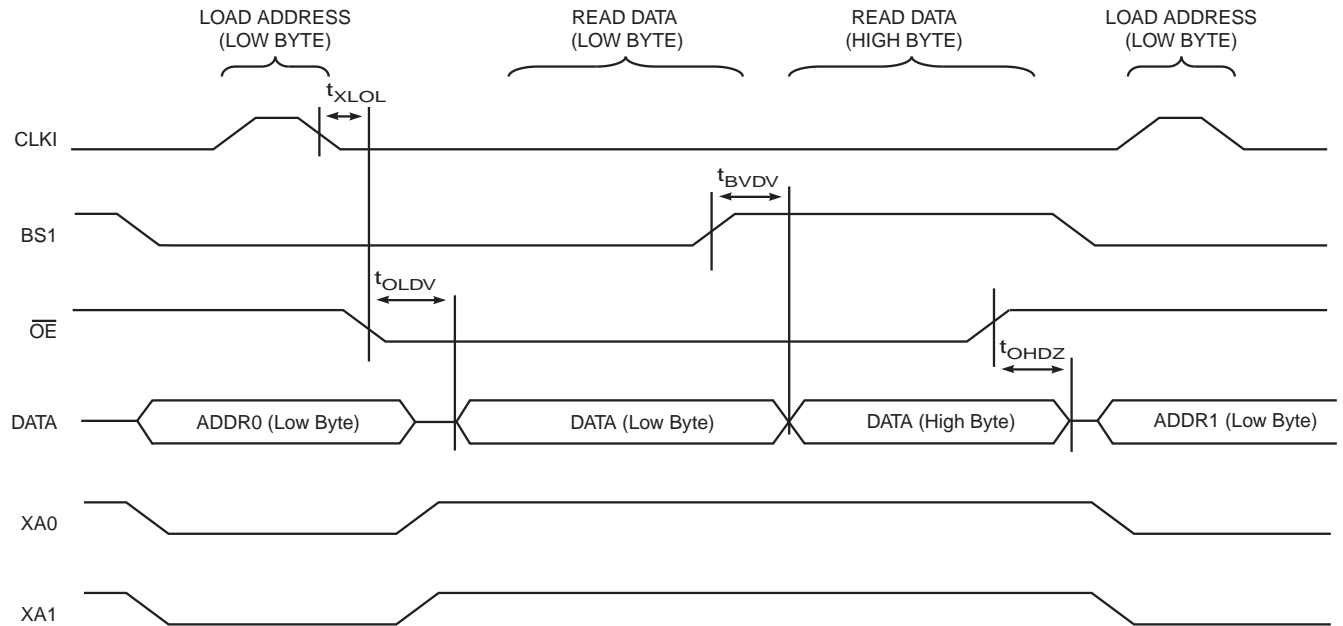 LOAD ADDRESS
(LOW BYTE)
READ DATA
(LOW BYTE)
READ DATA
(HIGH BYTE)
LOAD ADDRESS
(LOW BYTE)
tXLOL
CLKI
tBVDV
BS1
tOLDV
OE
tOHDZ
DATA
ADDR0 (Low Byte)
DATA (Low Byte)
DATA (High Byte)
ADDR1 (Low Byte)
XA0
XA1